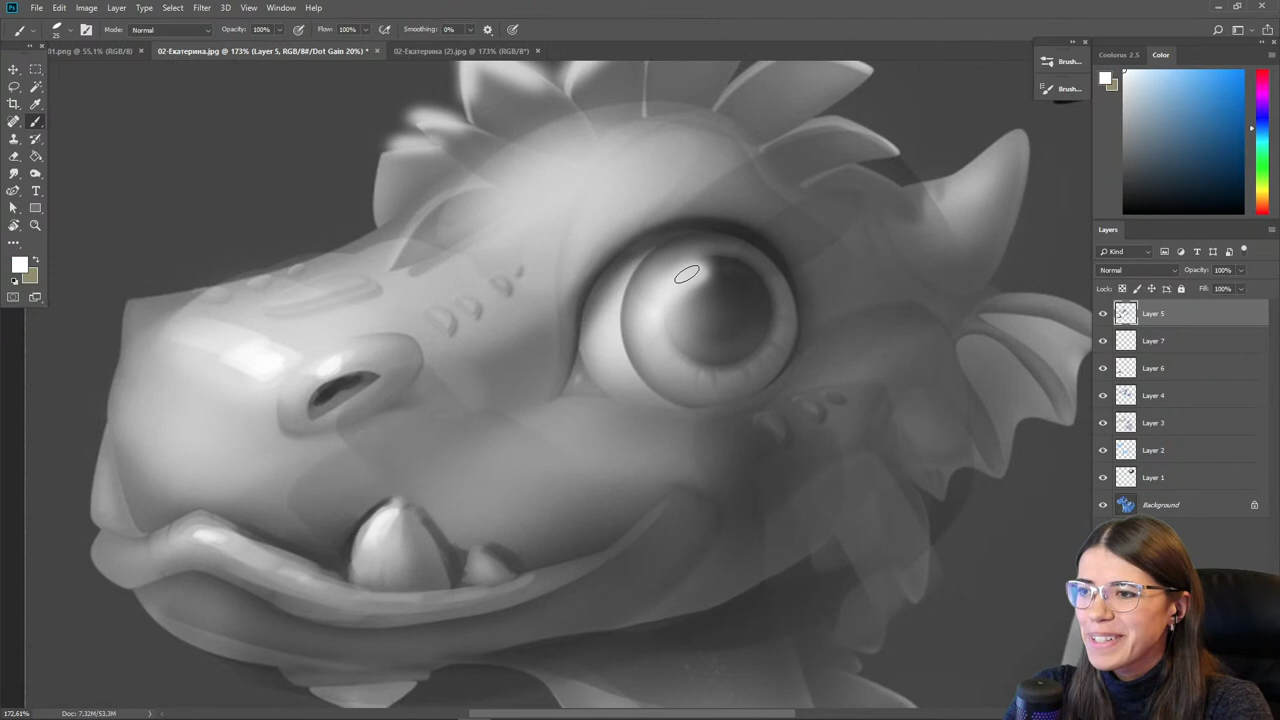 Ps File Edit Image Layer Type Select Filter 3D View Window Help
25 Mode: Normal Opacity: 100% Flow: 100% Smoothing: 0%
01.png @ 55,1% (RGB/8) 02-Екатерина.jpg @ 173% (Layer 5, RGB/8#/Dot Gain 20%) * 02-Екатерина (2).jpg @ 173% (RGB/8*)
Brush...
Brush...
Coolorus 2.5 Color
Layers
Kind
Normal Opacity: 100%
Lock: Fill: 100%
Layer 5
Layer 7
Layer 6
Layer 4
Layer 3
Layer 2
Layer 1
Background
172,61% Doc: 7,32M/53,3M